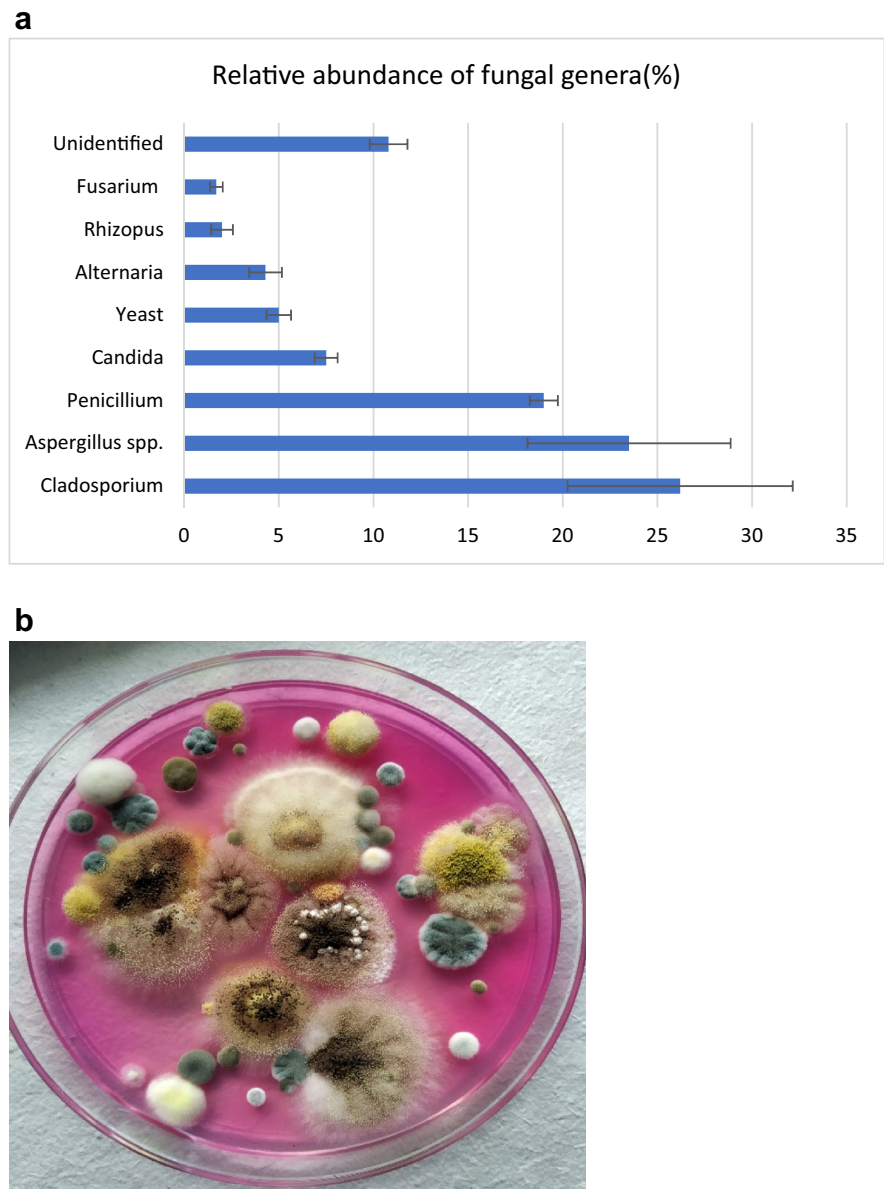 a
Relative abundance of fungal genera(%)
Unidentified
Fusarium
Rhizopus
Alternaria
Yeast
Candida
Penicillium
Aspergillus spp.
Cladosporium
0 5 10 15 20 25 30 35
b